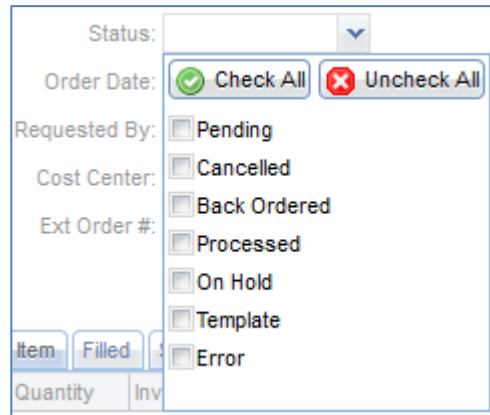 Status:
Order Date: Check All Uncheck All
Requested By: Pending
Cancelled
Cost Center:
Back Ordered
Ext Order #:
Processed
On Hold
Template
Item Filled Error
Quantity